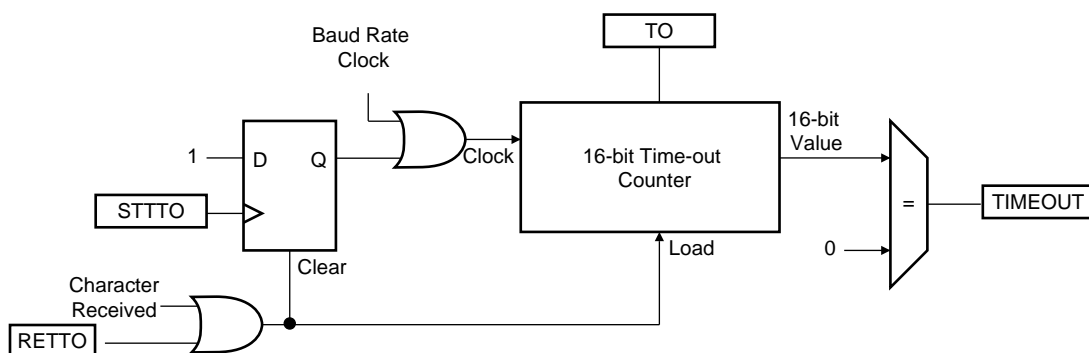 TO
Baud Rate
Clock
1
D
Q
Clock
16-bit Time-out
Counter
16-bit
Value
STTTO
=
TIMEOUT
Clear
Load
0
Character
Received
RETTO